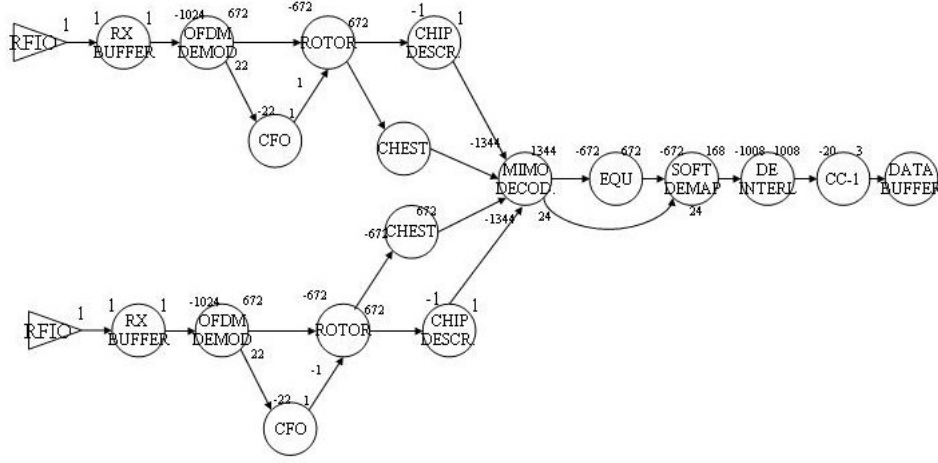 RFIO 1
1 RX BUFFER 1
-1024 OFDM DEMOD 672
22
-672 ROTOR 672
-1 CHIP DESCR. 1
-22 CFO 1
1
CHEST
-1344
MIMO DECOD. 1344
24
-672 EQU 672
-672 SOFT DEMAP 168
24
-1008 DE INTERL 1008
-20 CC-1 3
DATA BUFFER
-672 CHEST 672
-1344
RFIO 1
1 RX BUFFER 1
-1024 OFDM DEMOD 672
22
-672 ROTOR 672
-1 CHIP DESCR. 1
-22 CFO 1
-1